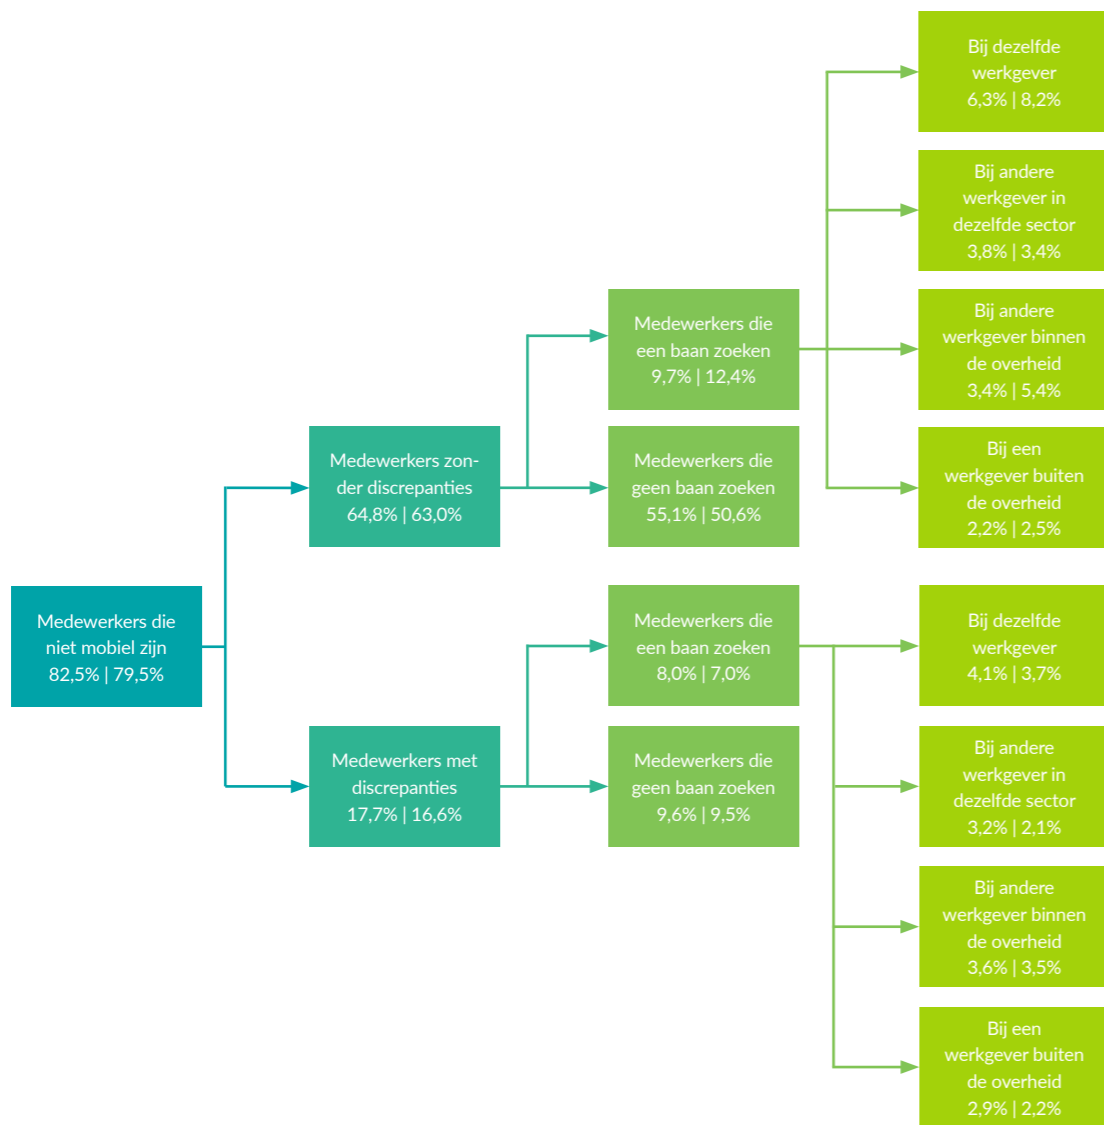 Medewerkers die
niet mobiel zijn
82,5% | 79,5%
Medewerkers zon-
der discrepanties
64,8% | 63,0%
Medewerkers met
discrepanties
17,7% | 16,6%
Medewerkers die
een baan zoeken
9,7% | 12,4%
Medewerkers die
geen baan zoeken
55,1% | 50,6%
Medewerkers die
een baan zoeken
8,0% | 7,0%
Medewerkers die
geen baan zoeken
9,6% | 9,5%
Bij dezelfde
werkgever
6,3% | 8,2%
Bij andere
werkgever in
dezelfde sector
3,8% | 3,4%
Bij andere
werkgever binnen
de overheid
3,4% | 5,4%
Bij een
werkgever buiten
de overheid
2,2% | 2,5%
Bij dezelfde
werkgever
4,1% | 3,7%
Bij andere
werkgever in
dezelfde sector
3,2% | 2,1%
Bij andere
werkgever binnen
de overheid
3,6% | 3,5%
Bij een
werkgever buiten
de overheid
2,9% | 2,2%